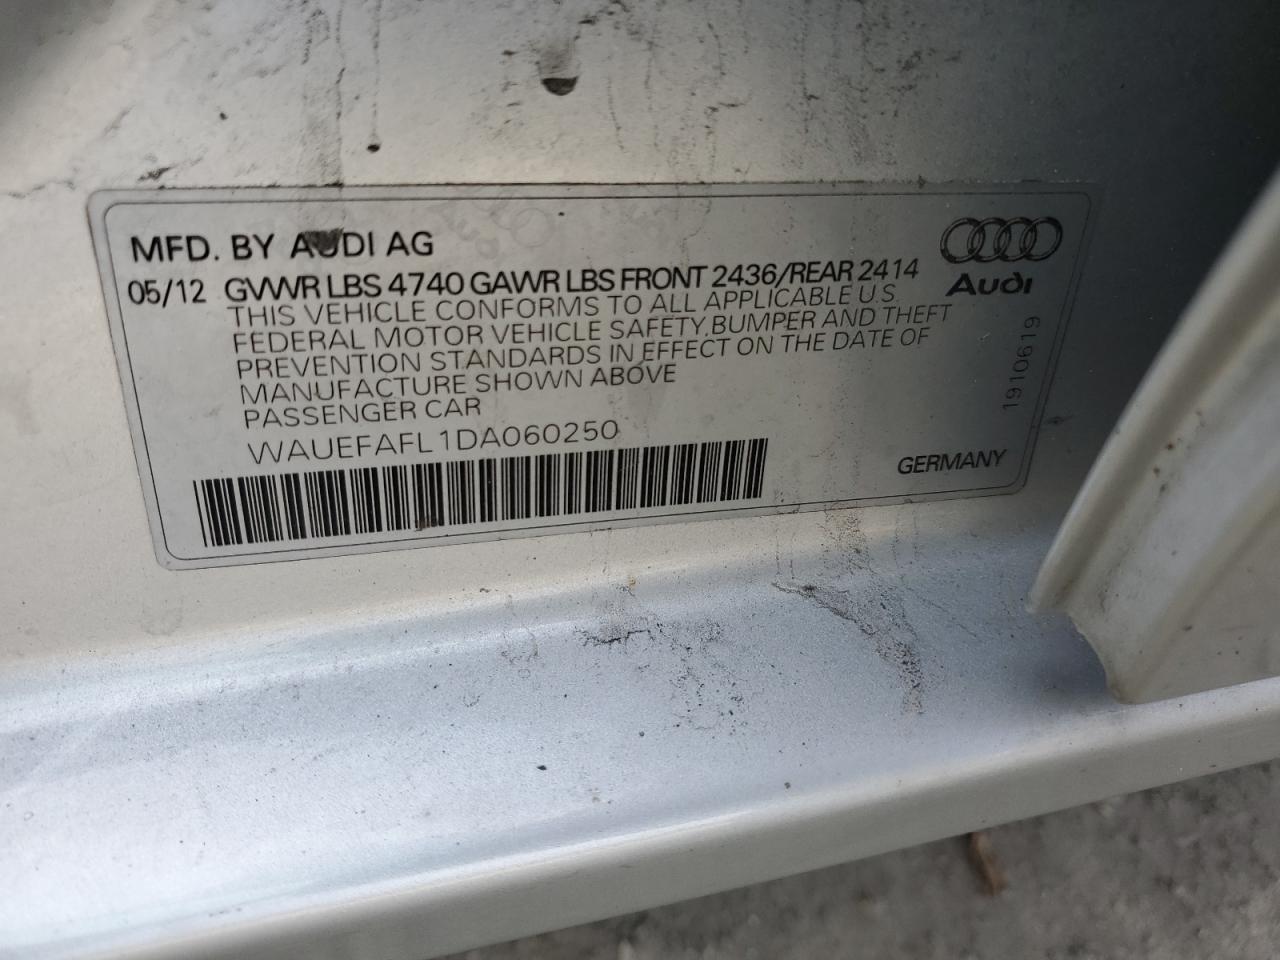 MFD. BY AUDI AG
05/12 GVWR LBS 4740 GAWR LBS FRONT 2436/REAR 2414
THIS VEHICLE CONFORMS TO ALL APPLICABLE U.S.
FEDERAL MOTOR VEHICLE SAFETY, BUMPER AND THEFT
PREVENTION STANDARDS IN EFFECT ON THE DATE OF
MANUFACTURE SHOWN ABOVE
PASSENGER CAR
WAUEFAFL1DA060250
Audi
1910619
GERMANY